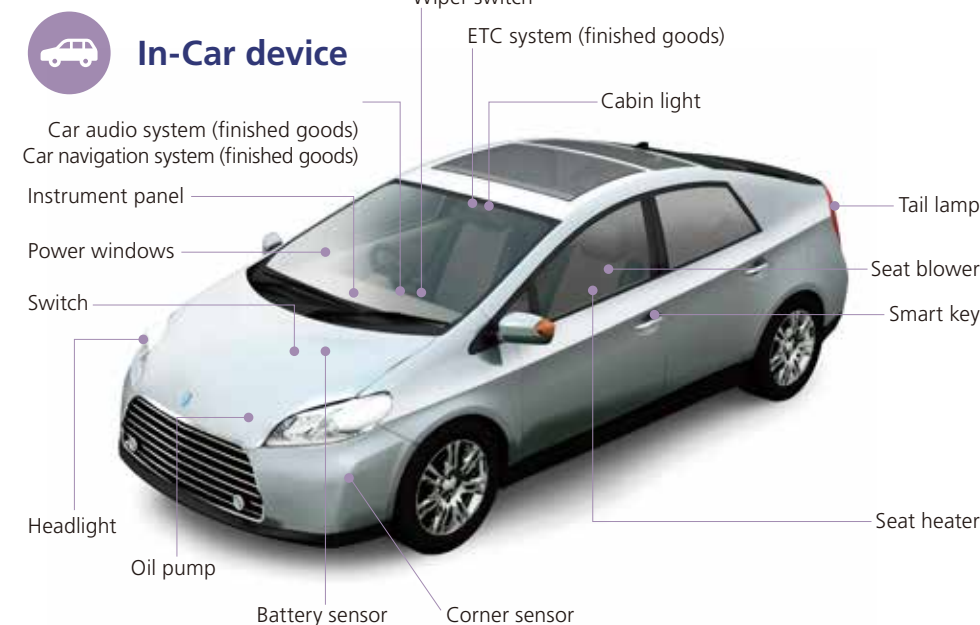 Wiper switch
In-Car device
ETC system (finished goods)
Cabin light
Car audio system (finished goods)
Car navigation system (finished goods)
Instrument panel
Power windows
Switch
Tail lamp
Seat blower
Smart key
Headlight
Seat heater
Oil pump
Battery sensor
Corner sensor